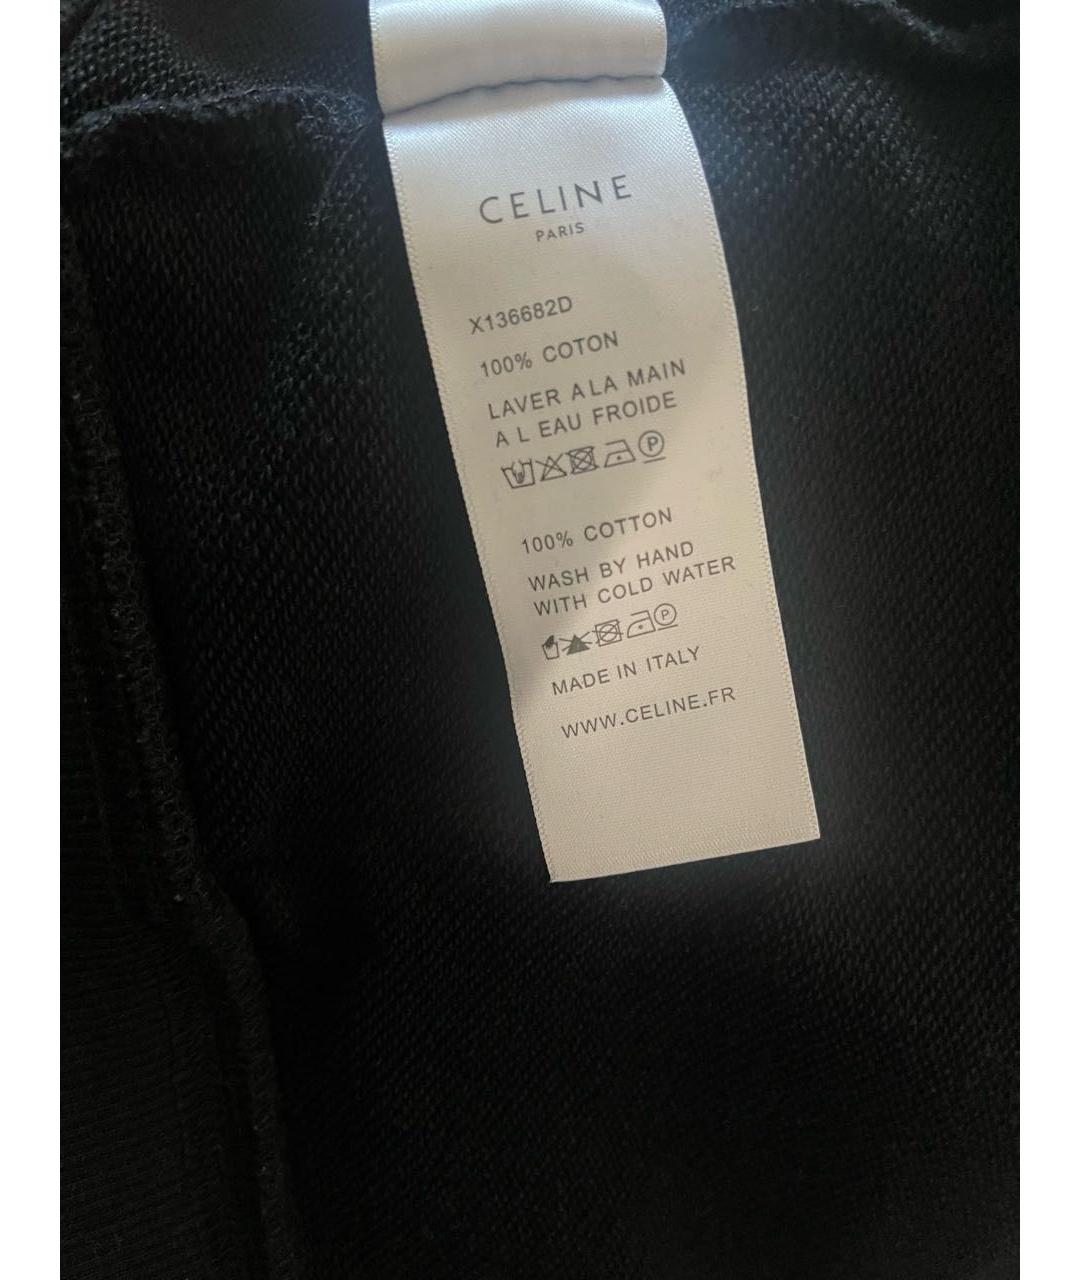 CELINE
PARIS
X136682D
100% COTON
LAVER A LA MAIN
A L EAU FROIDE
P
100% COTTON
WASH BY HAND
WITH COLD WATER
P
MADE IN ITALY
WWW.CELINE.FR